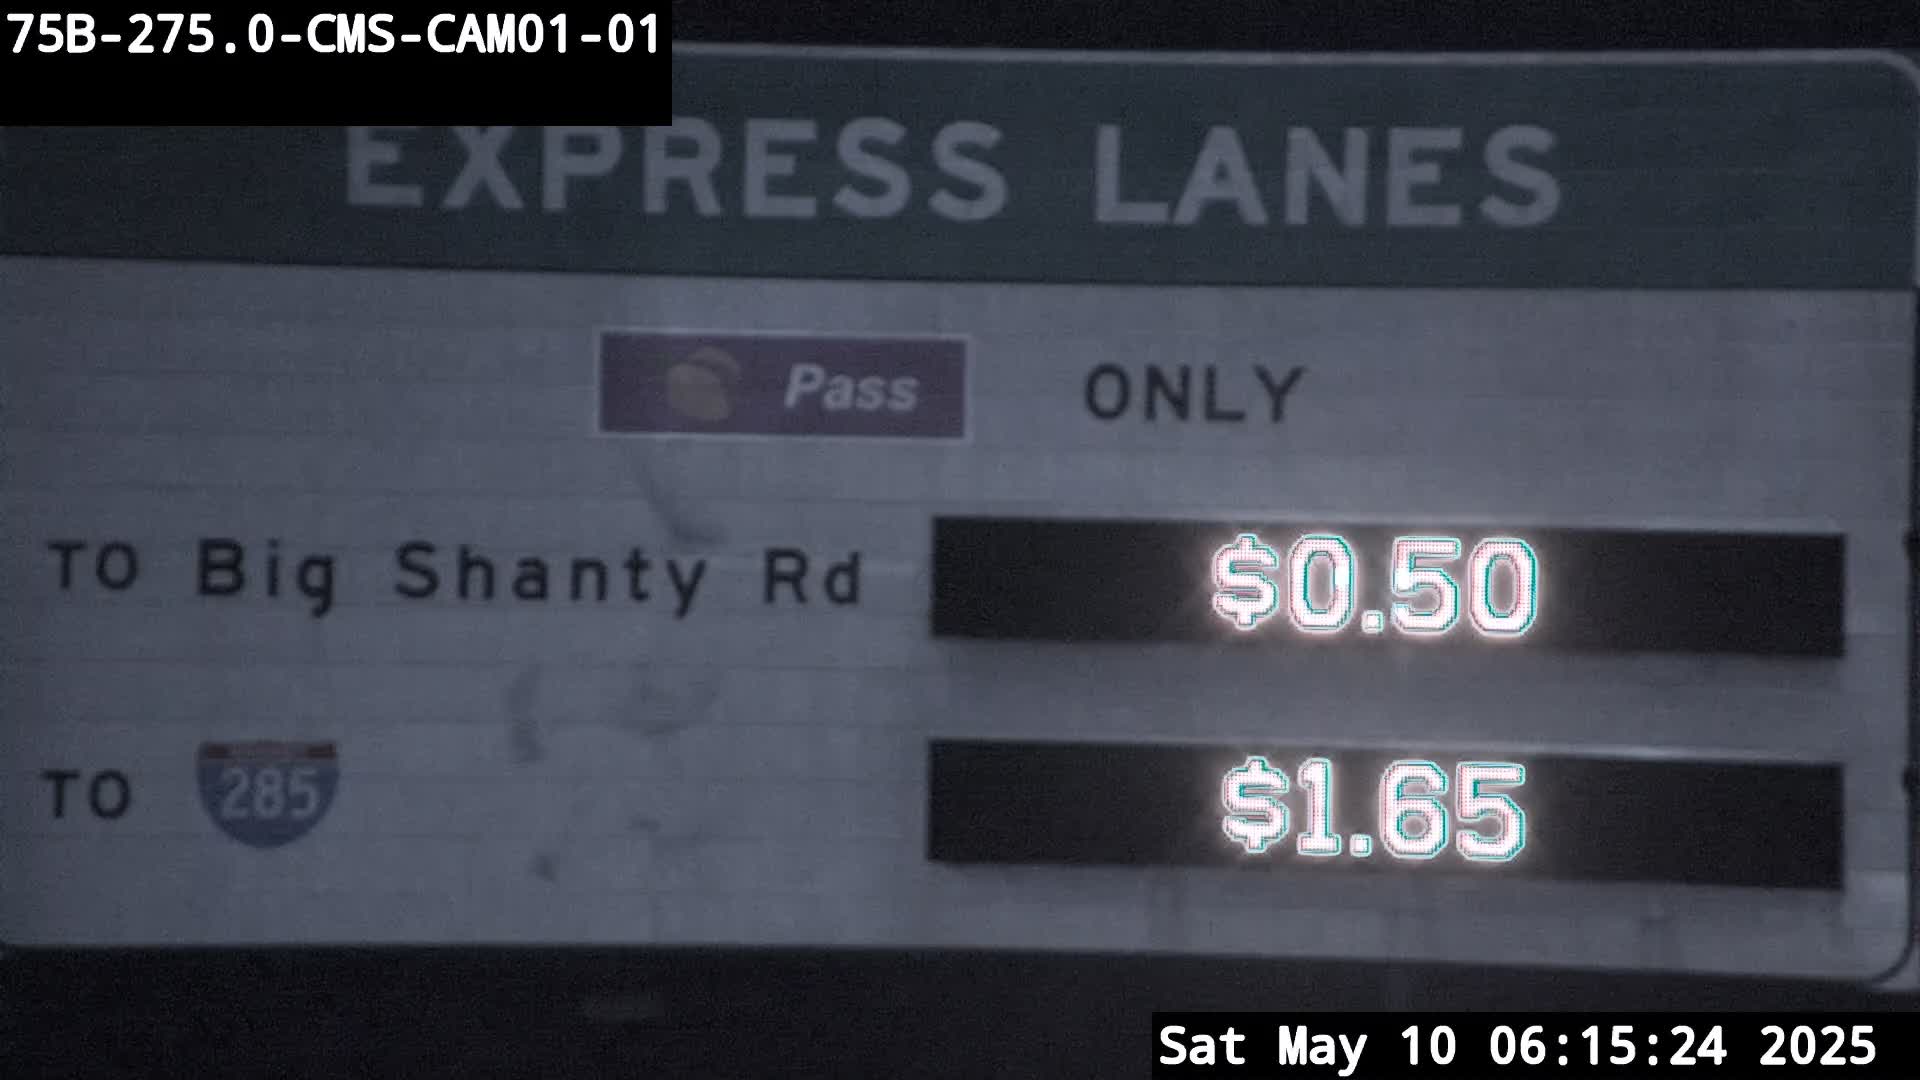 75B-275.0-CMS-CAM01-01
EXPRESS LANES
Pass ONLY
TO Big Shanty Rd $0.50
TO 285 $1.65
Sat May 10 06:15:24 2025